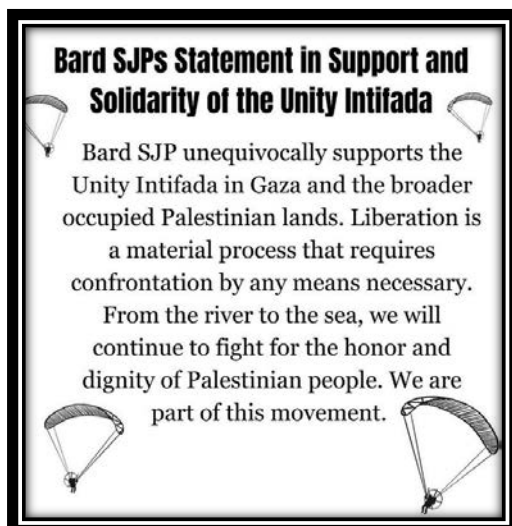 Bard SJPs Statement in Support and
Solidarity of the Unity Intifada
Bard SJP unequivocally supports the
Unity Intifada in Gaza and the broader
occupied Palestinian lands. Liberation is
a material process that requires
confrontation by any means necessary.
From the river to the sea, we will
continue to fight for the honor and
dignity of Palestinian people. We are
part of this movement.